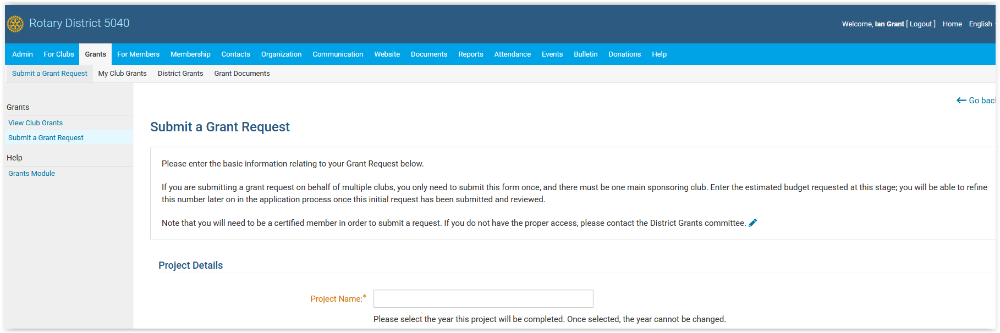 Rotary District 5040
Welcome, Ian Grant [ Logout ] Home English
Admin For Clubs Grants For Members Membership Contacts Organization Communication Website Documents Reports Attendance Events Bulletin Donations Help
Submit a Grant Request My Club Grants District Grants Grant Documents
Grants
View Club Grants
Submit a Grant Request
Help
Grants Module
Go bac
Submit a Grant Request
Please enter the basic information relating to your Grant Request below.
If you are submitting a grant request on behalf of multiple clubs, you only need to submit this form once, and there must be one main sponsoring club. Enter the estimated budget requested at this stage; you will be able to refine
this number later on in the application process once this initial request has been submitted and reviewed.
Note that you will need to be a certified member in order to submit a request. If you do not have the proper access, please contact the District Grants committee.
Project Details
Project Name:*
Please select the year this project will be completed. Once selected, the year cannot be changed.